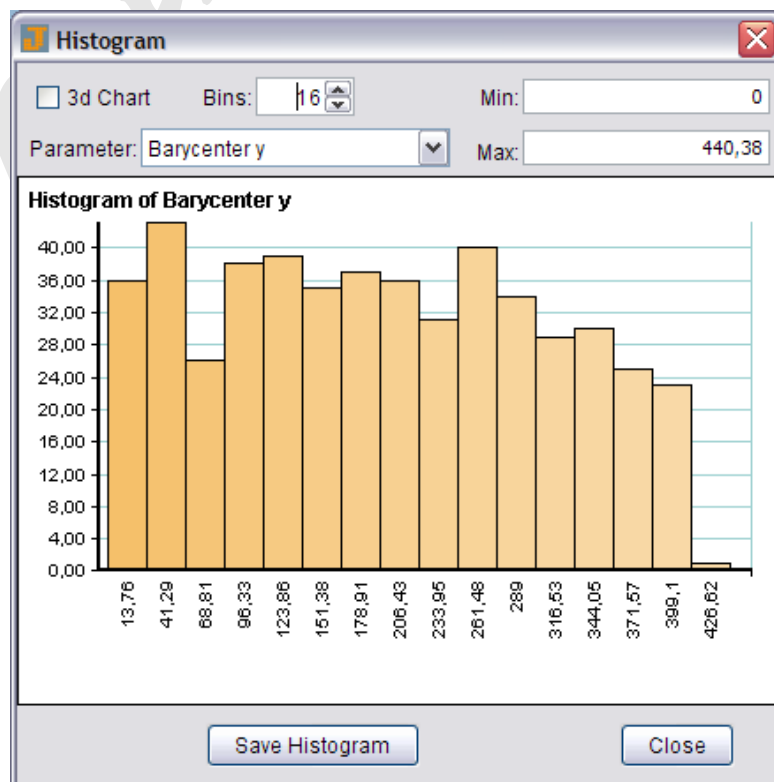 Histogram
3d Chart Bins: 16 Min: 0
Parameter: Barycenter y Max: 440,38
Histogram of Barycenter y
40,00
36,00
32,00
28,00
24,00
20,00
16,00
12,00
8,00
4,00
0,00
13,76 41,29 68,81 96,33 123,86 151,38 178,91 206,43 233,95 261,48 289 316,53 344,05 371,57 399,1 426,62
Save Histogram Close